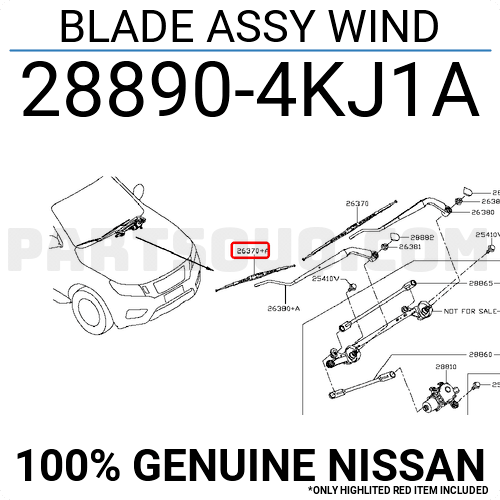 BLADE ASSY WIND
28890-4KJ1A
26370
26380
28882
26381
26370+A
25410V
25410V
26380+A
28865
NOT FOR SALE
28860
28810
PARTSOUQ.COM
100% GENUINE NISSAN
*ONLY HIGHLITED RED ITEM INCLUDED